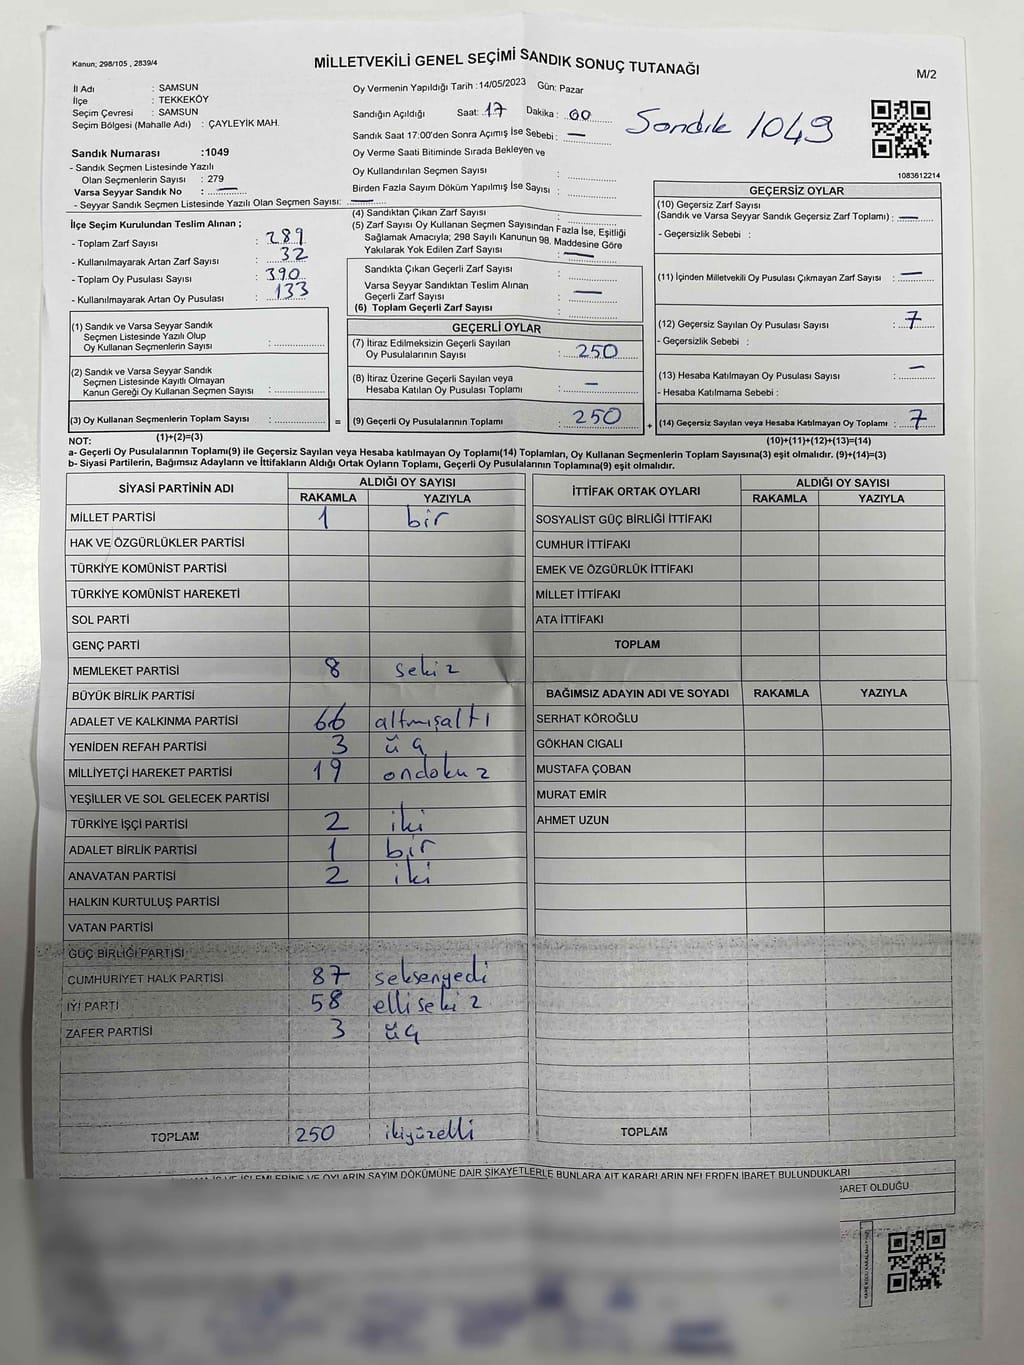 Kanun; 298/105 , 2839/4
MİLLETVEKİLİ GENEL SEÇİMİ SANDIK SONUÇ TUTANAĞI
M/2
İl Adı : SAMSUN
İlçe : TEKKEKÖY
Seçim Çevresi : SAMSUN
Seçim Bölgesi (Mahalle Adı) : ÇAYLEYİK MAH.
Oy Vermenin Yapıldığı Tarih : 14/05/2023 Gün: Pazar
Sandığın Açıldığı Saat: 17 Dakika : 00
Sandık 1049
Sandık Saat 17:00'den Sonra Açımış İse Sebebi : —
Oy Verme Saati Bitiminde Sırada Bekleyen ve
Oy Kullandırılan Seçmen Sayısı :
Birden Fazla Sayım Döküm Yapılmış İse Sayısı :
1083612214
Sandık Numarası :1049
- Sandık Seçmen Listesinde Yazılı
Olan Seçmenlerin Sayısı : 279
Varsa Seyyar Sandık No : —
- Seyyar Sandık Seçmen Listesinde Yazılı Olan Seçmen Sayısı: —
İlçe Seçim Kurulundan Teslim Alınan ;
- Toplam Zarf Sayısı : 289
- Kullanılmayarak Artan Zarf Sayısı : 32
- Toplam Oy Pusulası Sayısı : 390
- Kullanılmayarak Artan Oy Pusulası : 133
(1) Sandık ve Varsa Seyyar Sandık
Seçmen Listesinde Yazılı Olup
Oy Kullanan Seçmenlerin Sayısı :
(2) Sandık ve Varsa Seyyar Sandık
Seçmen Listesinde Kayıtlı Olmayan
Kanun Gereği Oy Kullanan Seçmen Sayısı :
(3) Oy Kullanan Seçmenlerin Toplam Sayısı : =
(1)+(2)=(3)
(4) Sandıktan Çıkan Zarf Sayısı :
(5) Zarf Sayısı Oy Kullanan Seçmen Sayısından Fazla İse, Eşitliği
Sağlamak Amacıyla; 298 Sayılı Kanunun 98. Maddesine Göre
Yakılarak Yok Edilen Zarf Sayısı : —
Sandıkta Çıkan Geçerli Zarf Sayısı :
Varsa Seyyar Sandıktan Teslim Alınan
Geçerli Zarf Sayısı : —
(6) Toplam Geçerli Zarf Sayısı :
GEÇERLİ OYLAR
(7) İtiraz Edilmeksizin Geçerli Sayılan
Oy Pusulalarının Sayısı : 250
(8) İtiraz Üzerine Geçerli Sayılan veya
Hesaba Katılan Oy Pusulası Toplamı : —
(9) Geçerli Oy Pusulalarının Toplamı : 250 +
GEÇERSİZ OYLAR
(10) Geçersiz Zarf Sayısı
(Sandık ve Varsa Seyyar Sandık Geçersiz Zarf Toplamı) : —
- Geçersizlik Sebebi :
(11) İçinden Milletvekili Oy Pusulası Çıkmayan Zarf Sayısı : —
(12) Geçersiz Sayılan Oy Pusulası Sayısı : 7
- Geçersizlik Sebebi :
(13) Hesaba Katılmayan Oy Pusulası Sayısı : —
- Hesaba Katılmama Sebebi :
(14) Geçersiz Sayılan veya Hesaba Katılmayan Oy Toplamı : 7
(10)+(11)+(12)+(13)=(14)
NOT:
a- Geçerli Oy Pusulalarının Toplamı(9) ile Geçersiz Sayılan veya Hesaba katılmayan Oy Toplamı(14) Toplamları, Oy Kullanan Seçmenlerin Toplam Sayısına(3) eşit olmalıdır. (9)+(14)=(3)
b- Siyasi Partilerin, Bağımsız Adayların ve İttifakların Aldığı Ortak Oyların Toplamı, Geçerli Oy Pusulalarının Toplamına(9) eşit olmalıdır.
SİYASİ PARTİNİN ADI ALDIĞI OY SAYISI
RAKAMLA YAZIYLA
MİLLET PARTİSİ 1 bir
HAK VE ÖZGÜRLÜKLER PARTİSİ
TÜRKİYE KOMÜNİST PARTİSİ
TÜRKİYE KOMÜNİST HAREKETİ
SOL PARTİ
GENÇ PARTİ
MEMLEKET PARTİSİ 8 sekiz
BÜYÜK BİRLİK PARTİSİ
ADALET VE KALKINMA PARTİSİ 66 altmışaltı
YENİDEN REFAH PARTİSİ 3 üç
MİLLİYETÇİ HAREKET PARTİSİ 19 ondokuz
YEŞİLLER VE SOL GELECEK PARTİSİ
TÜRKİYE İŞÇİ PARTİSİ 2 iki
ADALET BİRLİK PARTİSİ 1 bir
ANAVATAN PARTİSİ 2 iki
HALKIN KURTULUŞ PARTİSİ
VATAN PARTİSİ
GÜÇ BİRLİĞİ PARTİSİ
CUMHURİYET HALK PARTİSİ 87 seksenyedi
İYİ PARTİ 58 ellisekiz
ZAFER PARTİSİ 3 üç
TOPLAM 250 ikiyüzelli
İTTİFAK ORTAK OYLARI ALDIĞI OY SAYISI
RAKAMLA YAZIYLA
SOSYALİST GÜÇ BİRLİĞİ İTTİFAKI
CUMHUR İTTİFAKI
EMEK VE ÖZGÜRLÜK İTTİFAKI
MİLLET İTTİFAKI
ATA İTTİFAKI
TOPLAM
BAĞIMSIZ ADAYIN ADI VE SOYADI RAKAMLA YAZIYLA
SERHAT KÖROĞLU
GÖKHAN CIGALI
MUSTAFA ÇOBAN
MURAT EMİR
AHMET UZUN
TOPLAM
İŞLEMLERİNE VE OYLARIN SAYIM DÖKÜMÜNE DAİR ŞİKAYETLERLE BUNLARA AİT KARARLARIN NELERDEN İBARET BULUNDUKLARI
BARET OLDUĞU